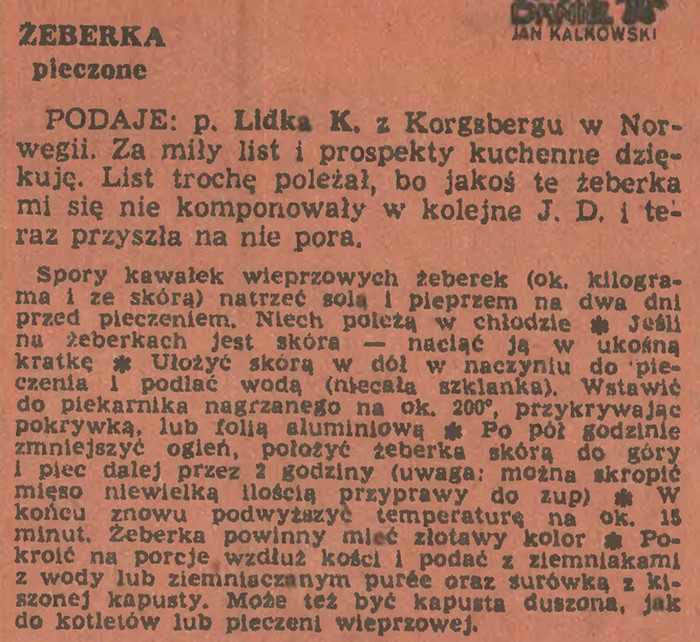 ŻEBERKA
pieczone
DANIE
JAN KALKOWSKI
PODAJE: p. Lidka K. z Korgsbergu w Nor-
wegii. Za miły list i prospekty kuchenne dzię-
kuję. List trochę poleżał, bo jakoś te żeberka
mi się nie komponowały w kolejne J. D. i te-
raz przyszła na nie pora.
Spory kawałek wieprzowych żeberek (ok. kilogra-
ma i ze skórą) natrzeć solą i pieprzem na dwa dni
przed pieczeniem. Niech poleżą w chłodzie * Jeśli
na żeberkach jest skóra — naciąć ją w ukośną
kratkę * Ułożyć skórą w dół w naczyniu do pie-
czenia i podlać wodą (niecała szklanka). Wstawić
do piekarnika nagrzanego na ok. 200°, przykrywając
pokrywką, lub folią aluminiową * Po pół godzinie
zmniejszyć ogień, położyć żeberka skórą do góry
i piec dalej przez 2 godziny (uwaga: można skropić
mięso niewielką ilością przyprawy do zup) * W
końcu znowu podwyższyć temperaturę na ok. 15
minut. Żeberka powinny mieć złotawy kolor * Po-
kroić na porcje wzdłuż kości i podać z ziemniakami
z wody lub ziemniaczanym purée oraz surówką z ki-
szonej kapusty. Może też być kapusta duszona, jak
do kotletów lub pieczeni wieprzowej.